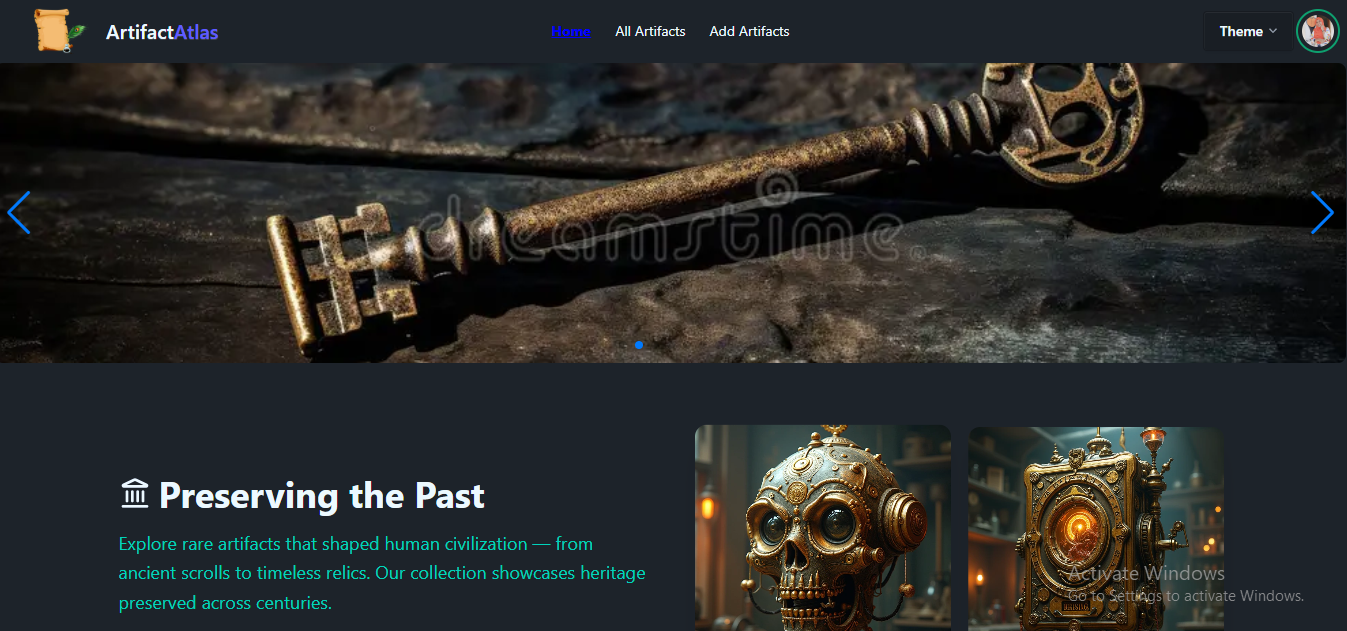 ArtifactAtlas
Home
All Artifacts
Add Artifacts
Theme
dreamstime
Preserving the Past
Explore rare artifacts that shaped human civilization — from
ancient scrolls to timeless relics. Our collection showcases heritage
preserved across centuries.
Activate Windows
Go to Settings to activate Windows.